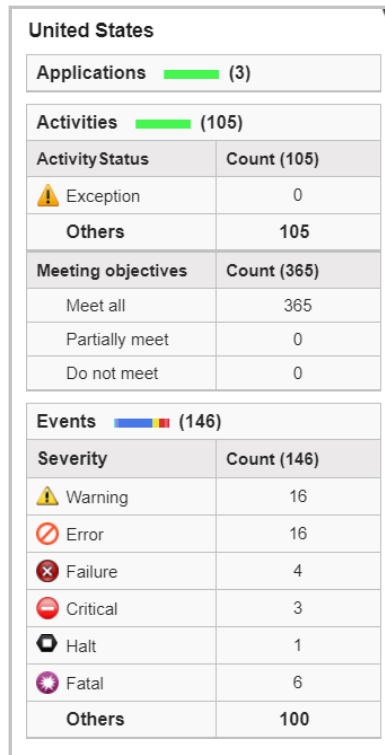 United States
Applications (3)
Activities (105)
Activity Status Count (105)
Exception 0
Others 105
Meeting objectives Count (365)
Meet all 365
Partially meet 0
Do not meet 0
Events (146)
Severity Count (146)
Warning 16
Error 16
Failure 4
Critical 3
Halt 1
Fatal 6
Others 100